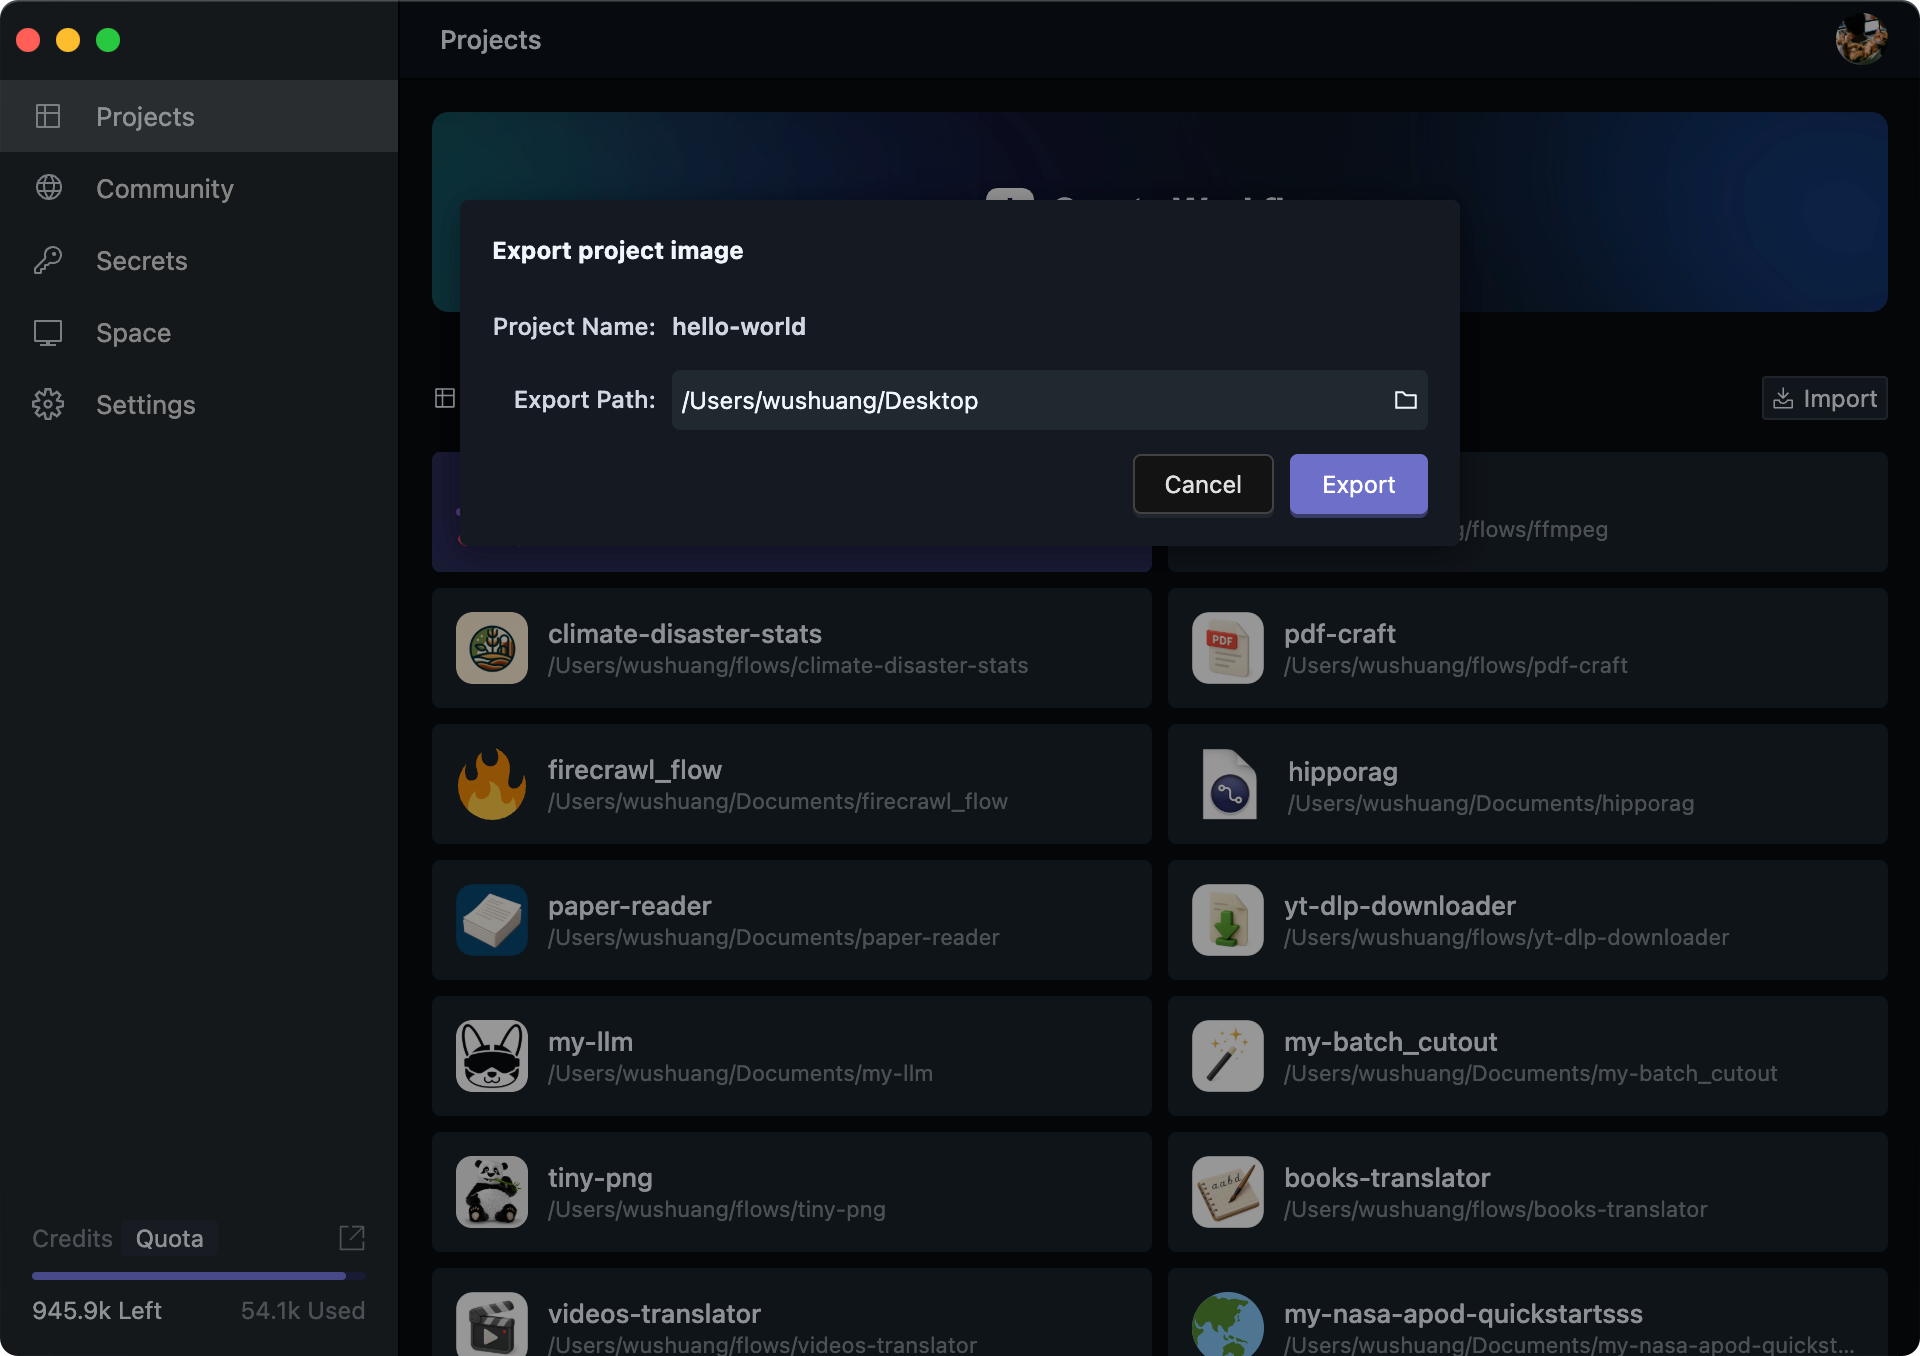 Projects
Projects
Community
Secrets
Space
Settings
Export project image
Project Name: hello-world
Export Path: /Users/wushuang/Desktop
Import
Cancel
Export
/flows/ffmpeg
climate-disaster-stats
/Users/wushuang/flows/climate-disaster-stats
pdf-craft
/Users/wushuang/flows/pdf-craft
firecrawl_flow
/Users/wushuang/Documents/firecrawl_flow
hipporag
/Users/wushuang/Documents/hipporag
paper-reader
/Users/wushuang/Documents/paper-reader
yt-dlp-downloader
/Users/wushuang/flows/yt-dlp-downloader
my-llm
/Users/wushuang/Documents/my-llm
my-batch_cutout
/Users/wushuang/Documents/my-batch_cutout
tiny-png
/Users/wushuang/flows/tiny-png
books-translator
/Users/wushuang/flows/books-translator
videos-translator
/Users/wushuang/flows/videos-translator
my-nasa-apod-quickstartsss
/Users/wushuang/Documents/my-nasa-apod-quickst...
PDF
aabd
Credits Quota
945.9k Left
54.1k Used